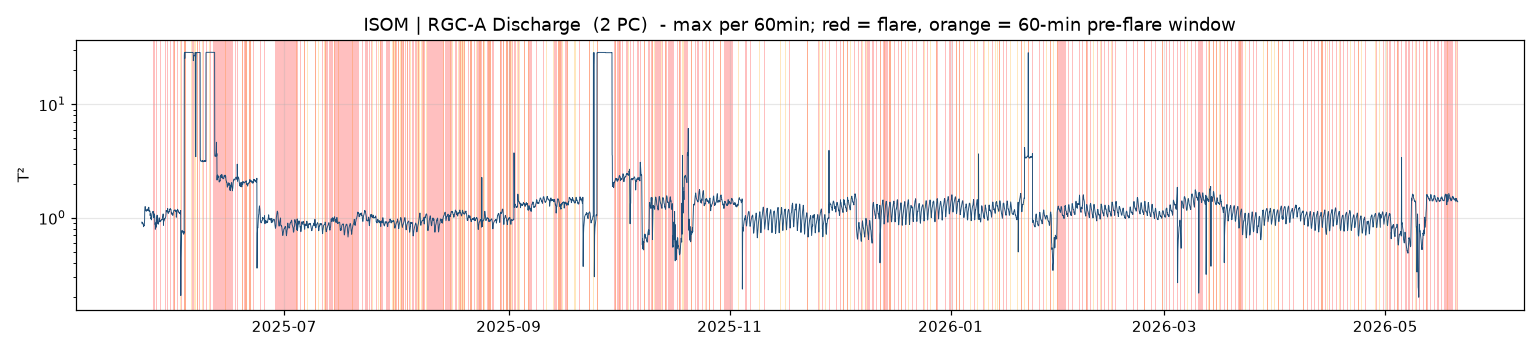 ISOM | RGC-A Discharge  (2 PC)  - max per 60min; red = flare, orange = 60-min pre-flare window
T²
10¹
10⁰
2025-07 2025-09 2025-11 2026-01 2026-03 2026-05